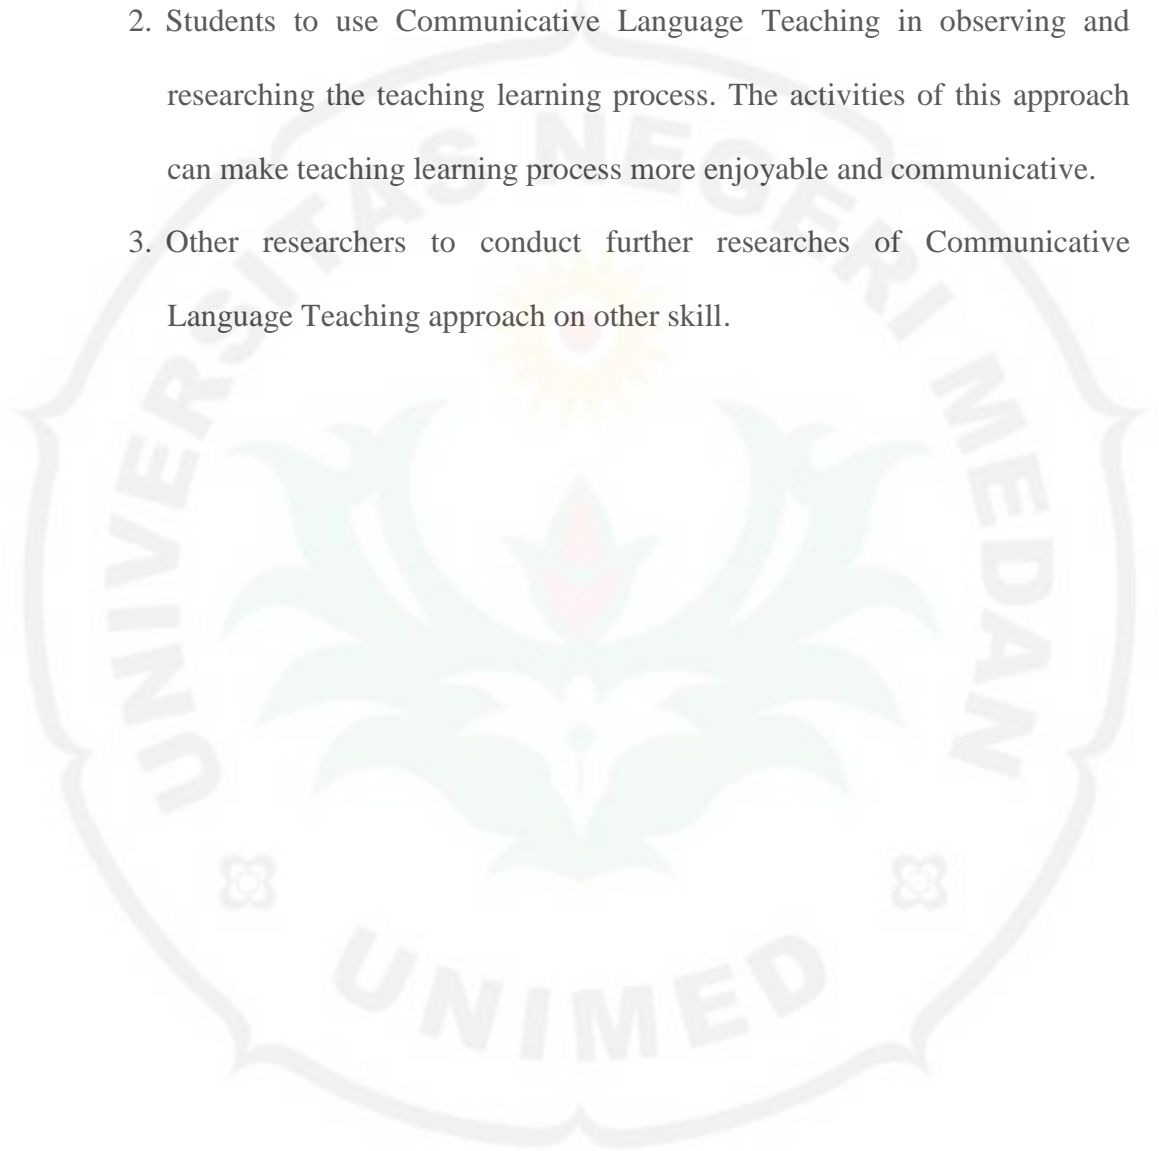 2. Students to use Communicative Language Teaching in observing and
researching the teaching learning process. The activities of this approach
can make teaching learning process more enjoyable and communicative.
3. Other researchers to conduct further researches of Communicative
Language Teaching approach on other skill.
UNIVERSITAS NEGERI MEDAN
UNIMED